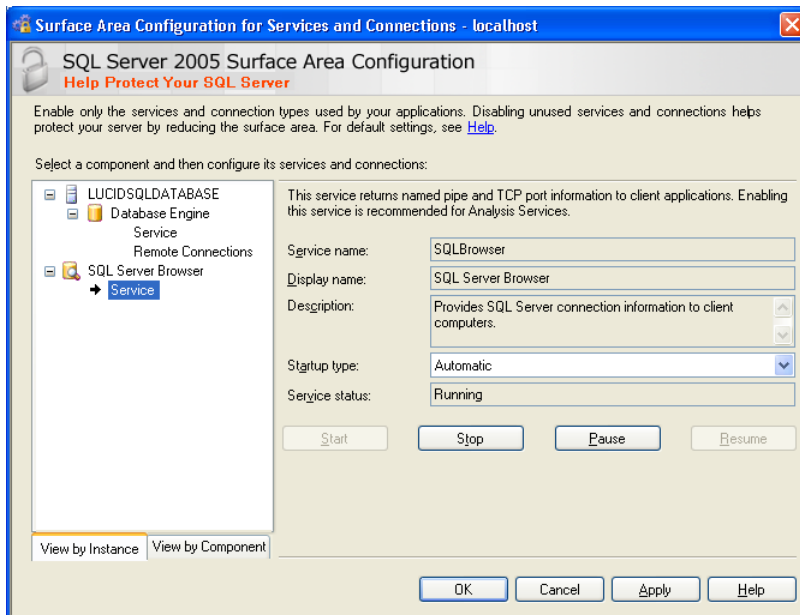 Surface Area Configuration for Services and Connections - localhost
SQL Server 2005 Surface Area Configuration
Help Protect Your SQL Server
Enable only the services and connection types used by your applications. Disabling unused services and connections helps
protect your server by reducing the surface area. For default settings, see Help.
Select a component and then configure its services and connections:
LUCIDSQLDATABASE
Database Engine
Service
Remote Connections
SQL Server Browser
Service
View by Instance
View by Component
This service returns named pipe and TCP port information to client applications. Enabling
this service is recommended for Analysis Services.
Service name:
SQLBrowser
Display name:
SQL Server Browser
Description:
Provides SQL Server connection information to client
computers.
Startup type:
Automatic
Service status:
Running
Start
Stop
Pause
Resume
OK
Cancel
Apply
Help